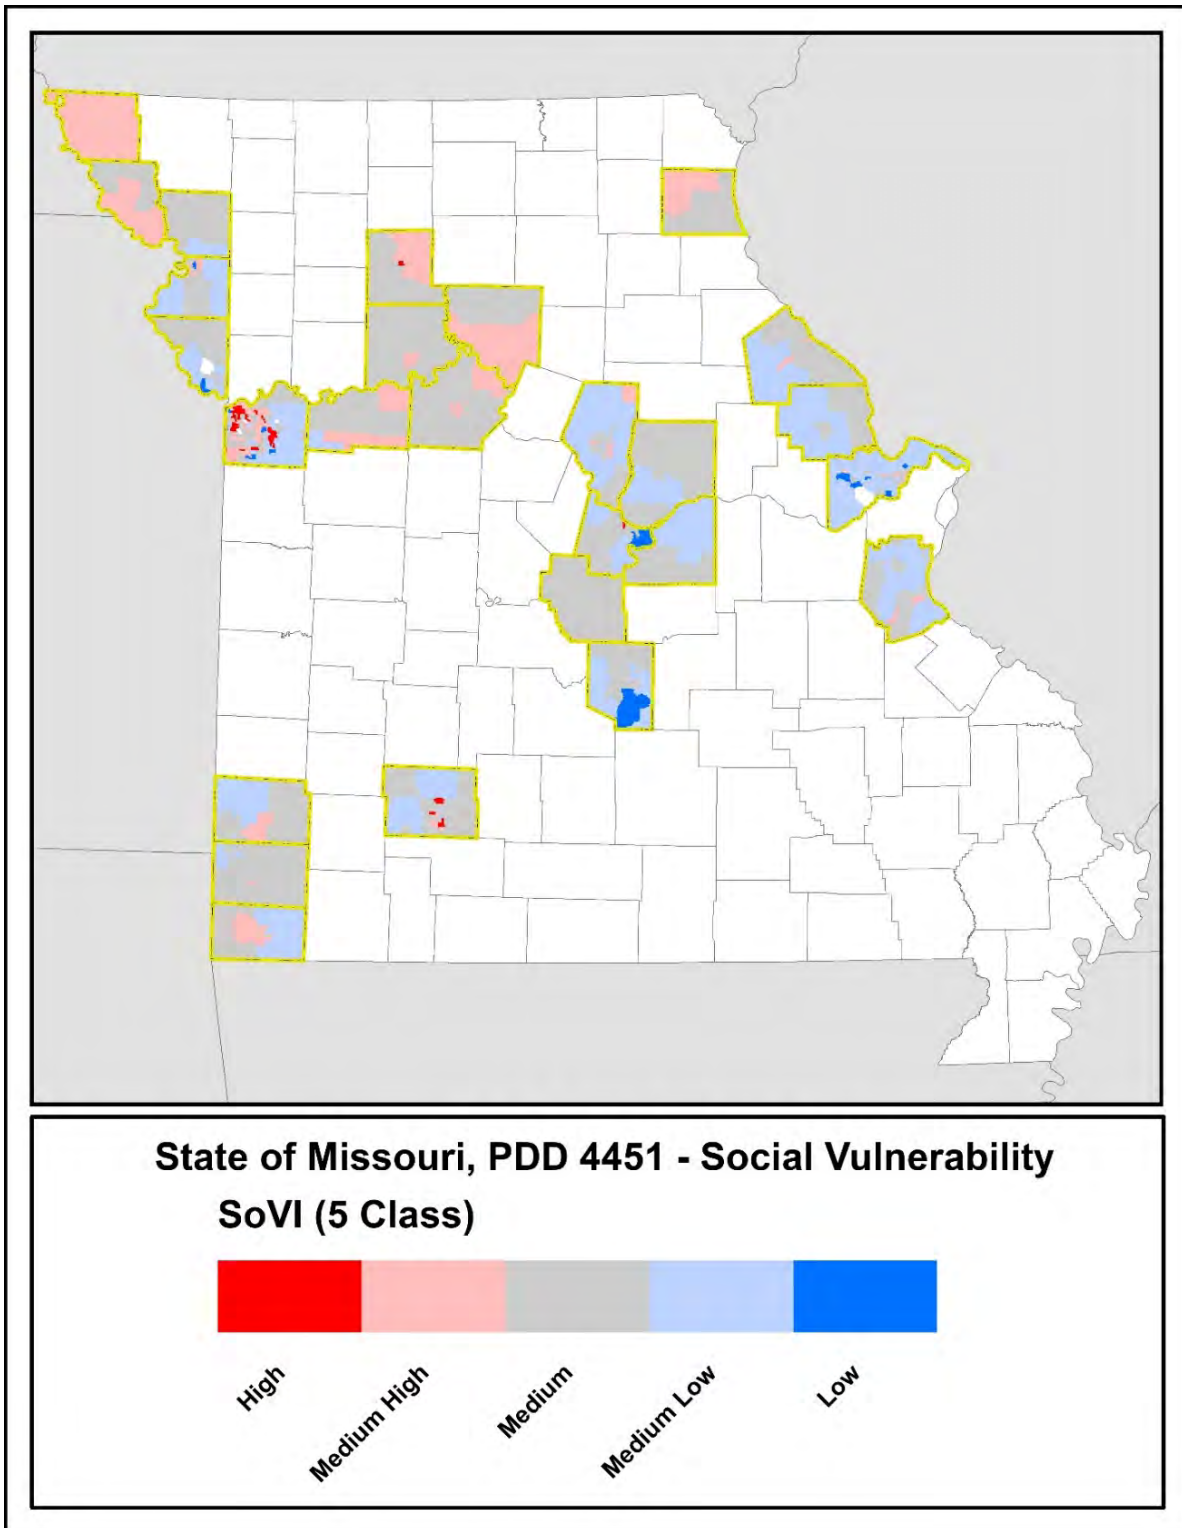 State of Missouri, PDD 4451 - Social Vulnerability
SoVI (5 Class)
High
Medium High
Medium
Medium Low
Low